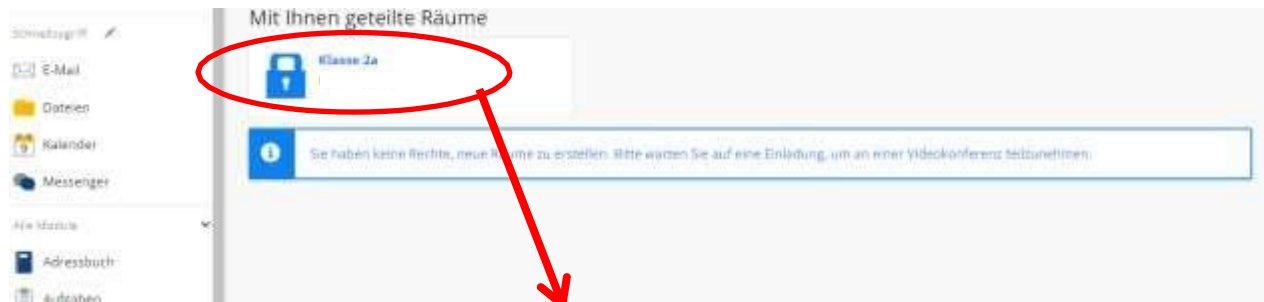 Schnellzugriff
E-Mail
Dateien
Kalender
Messenger
Alle Module
Adressbuch
Aufgaben
Mit Ihnen geteilte Räume
Klasse 2a
Sie haben keine Rechte, neue Räume zu erstellen. Bitte warten Sie auf eine Einladung, um an einer Videokonferenz teilzunehmen.